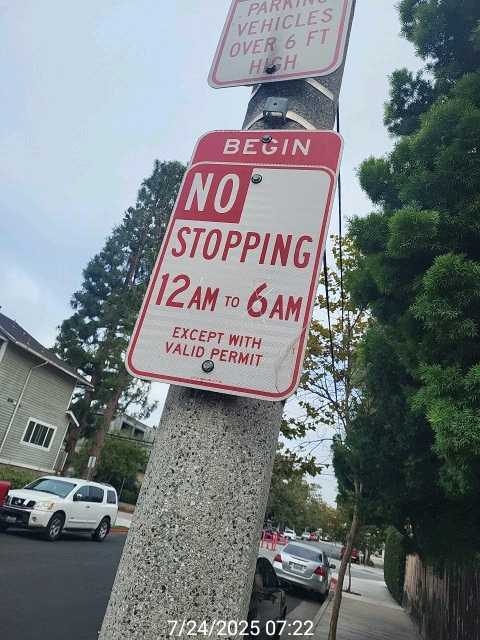 PARKING
VEHICLES
OVER 6 FT
HIGH
BEGIN
NO
STOPPING
12AM TO 6AM
EXCEPT WITH
VALID PERMIT
7/24/2025 07:22